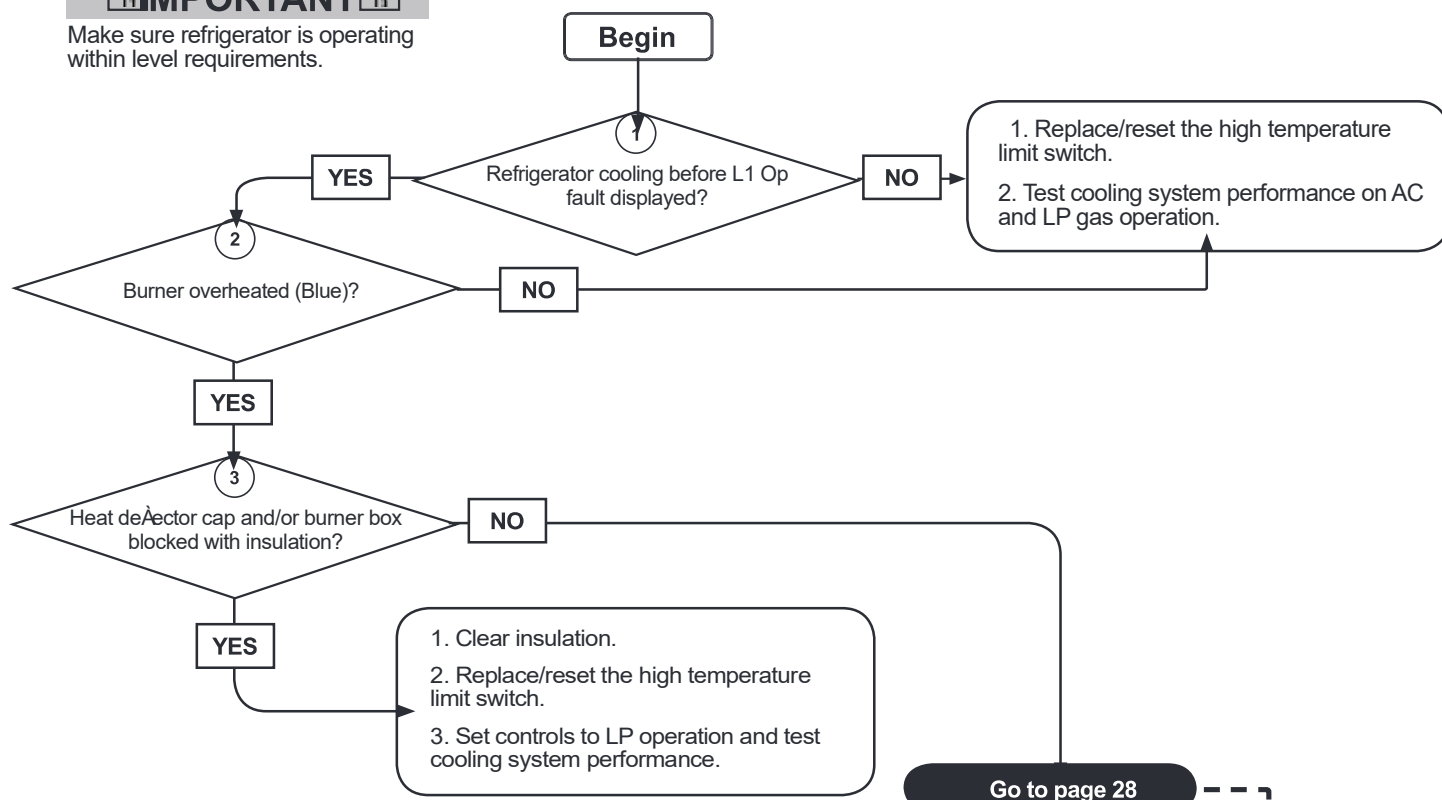 IMPORTANT
Make sure refrigerator is operating
within level requirements.
Begin
1
Refrigerator cooling before L1 Op
fault displayed?
YES
NO
1. Replace/reset the high temperature
limit switch.
2. Test cooling system performance on AC
and LP gas operation.
2
Burner overheated (Blue)?
NO
YES
3
Heat deÀector cap and/or burner box
blocked with insulation?
NO
YES
1. Clear insulation.
2. Replace/reset the high temperature
limit switch.
3. Set controls to LP operation and test
cooling system performance.
Go to page 28